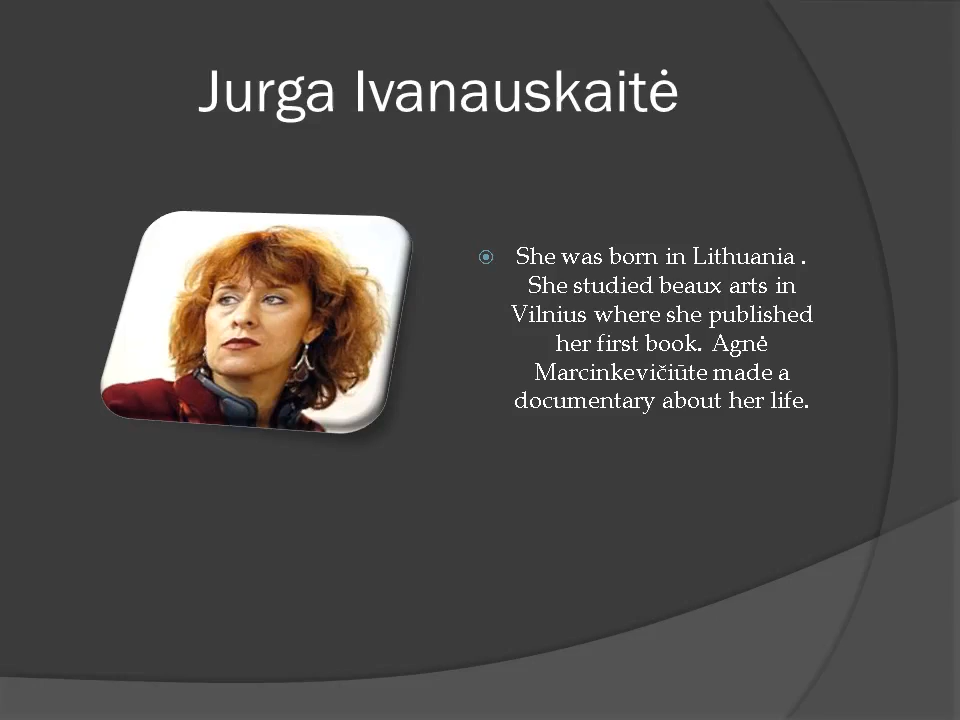 Jurga Ivanauskaitė
She was born in Lithuania .
She studied beaux arts in
Vilnius where she published
her first book. Agnė
Marcinkevičiūte made a
documentary about her life.